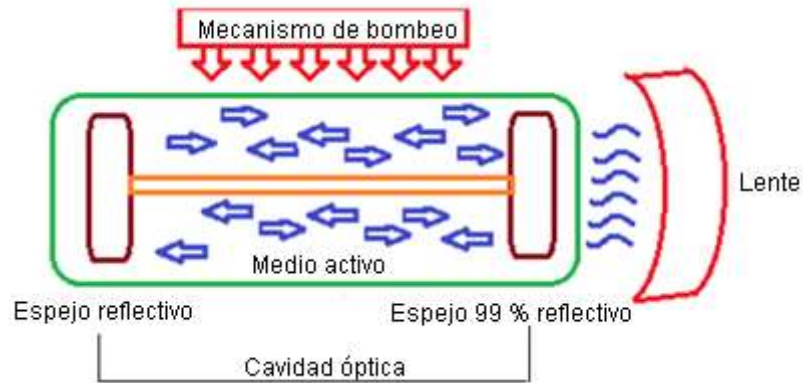 Mecanismo de bombeo
Lente
Medio activo
Espejo reflectivo
Espejo 99 % reflectivo
Cavidad óptica